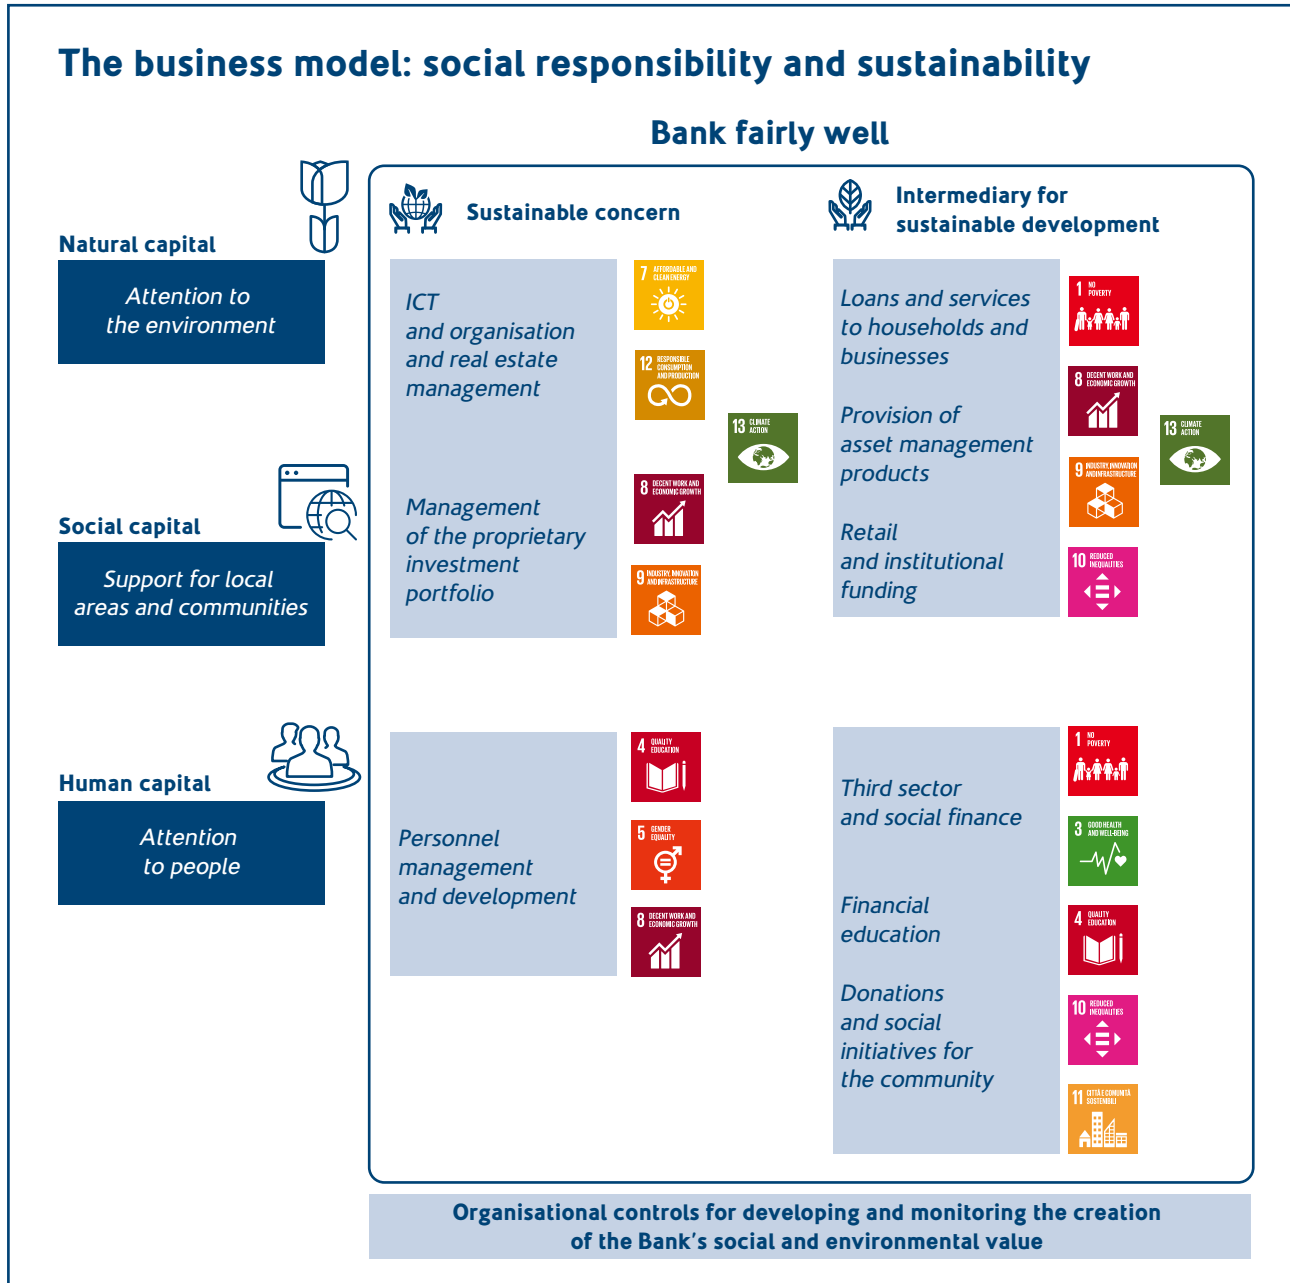 The business model: social responsibility and sustainability
Bank fairly well
Natural capital
Attention to
the environment
Social capital
Support for local
areas and communities
Human capital
Attention
to people
Sustainable concern
ICT
and organisation
and real estate
management
Management
of the proprietary
investment
portfolio
7 AFFORDABLE AND
CLEAN ENERGY
12 RESPONSIBLE
CONSUMPTION
AND PRODUCTION
13 CLIMATE
ACTION
8 DECENT WORK AND
ECONOMIC GROWTH
9 INDUSTRY, INNOVATION
AND INFRASTRUCTURE
Personnel
management
and development
4 QUALITY
EDUCATION
5 GENDER
EQUALITY
8 DECENT WORK AND
ECONOMIC GROWTH
Intermediary for
sustainable development
Loans and services
to households and
businesses
Provision of
asset management
products
Retail
and institutional
funding
1 NO
POVERTY
8 DECENT WORK AND
ECONOMIC GROWTH
13 CLIMATE
ACTION
9 INDUSTRY, INNOVATION
AND INFRASTRUCTURE
10 REDUCED
INEQUALITIES
Third sector
and social finance
Financial
education
Donations
and social
initiatives for
the community
1 NO
POVERTY
3 GOOD HEALTH
AND WELL-BEING
4 QUALITY
EDUCATION
10 REDUCED
INEQUALITIES
11 CITTÀ E COMUNITÀ
SOSTENIBILI
Organisational controls for developing and monitoring the creation
of the Bank's social and environmental value